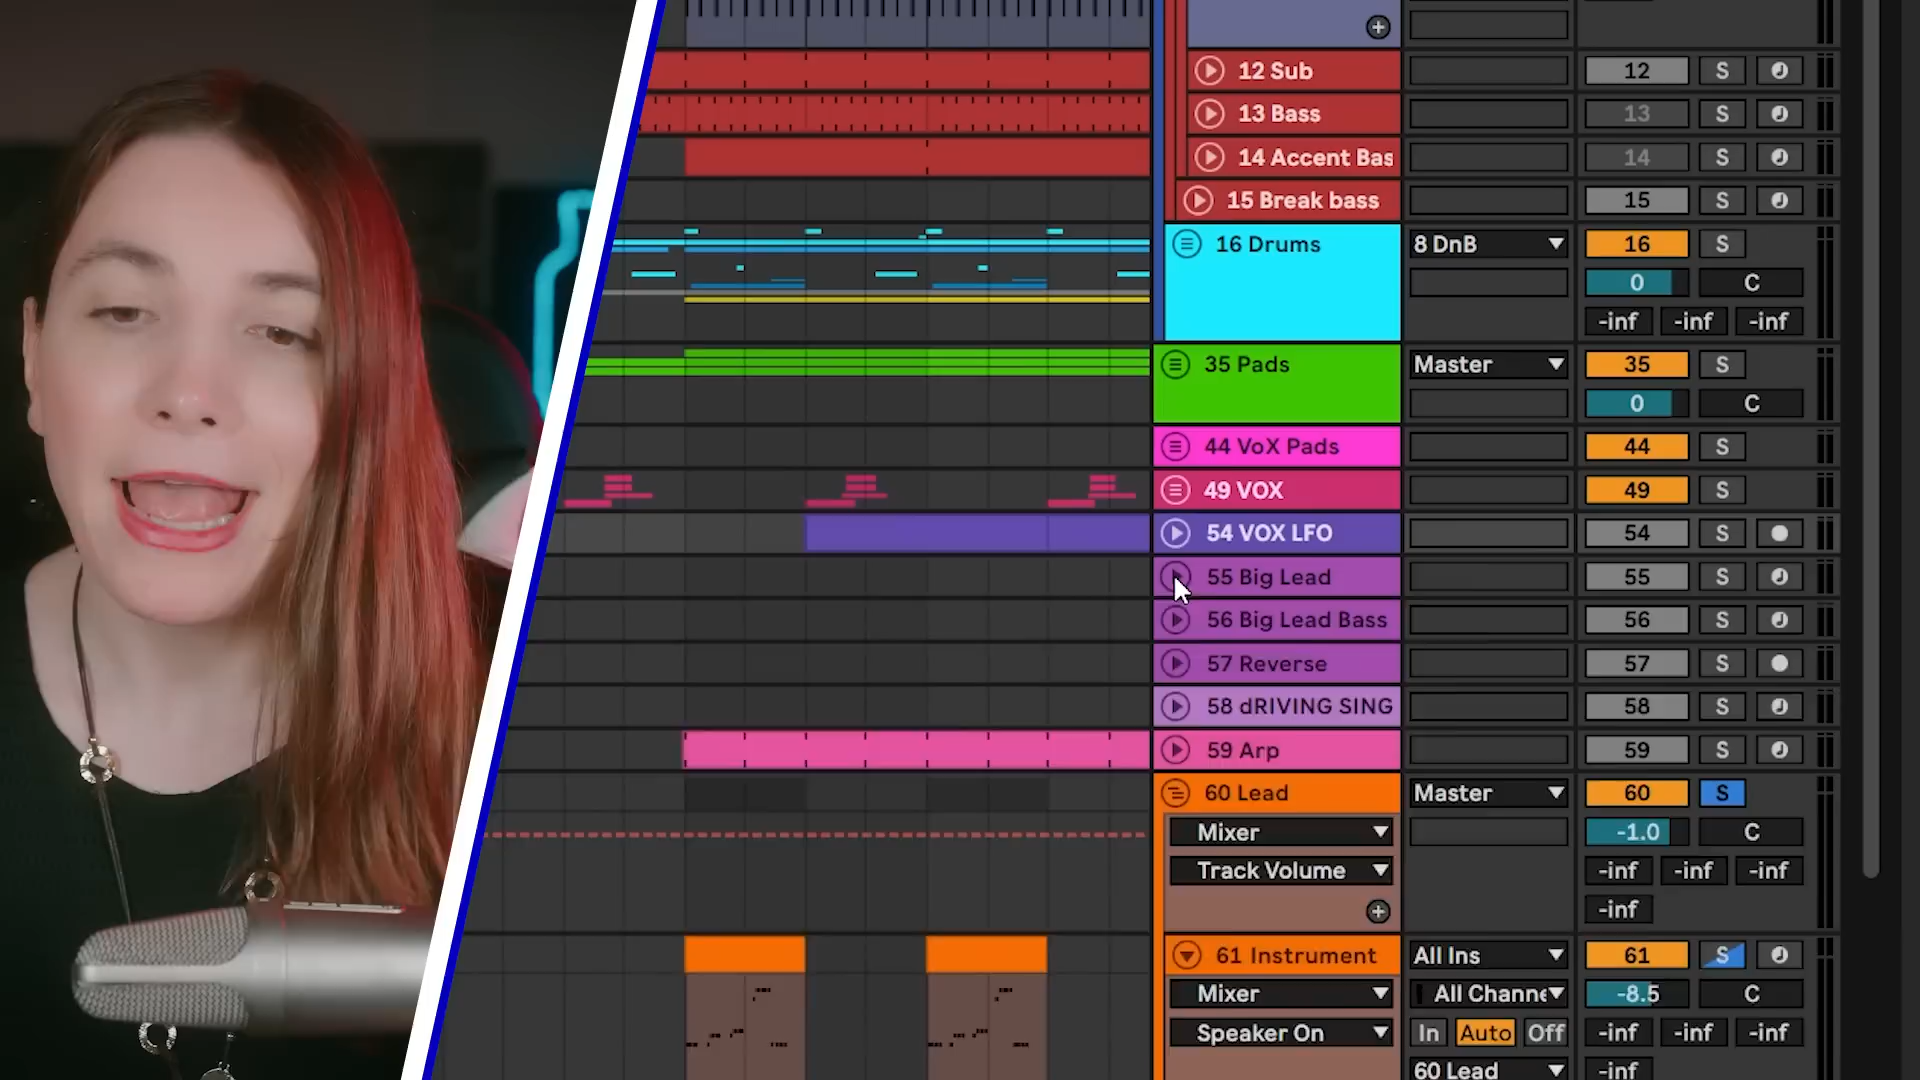 12 Sub 12 S
13 Bass 13 S
14 Accent Bas 14 S
15 Break bass 15 S
16 Drums 8 DnB 16 S
0 C
-inf -inf -inf
35 Pads Master 35 S
0 C
44 VoX Pads 44 S
49 VOX 49 S
54 VOX LFO 54 S
55 Big Lead 55 S
56 Big Lead Bass 56 S
57 Reverse 57 S
58 dRIVING SING 58 S
59 Arp 59 S
60 Lead Master 60 S
Mixer -1.0 C
Track Volume -inf -inf -inf
-inf
61 Instrument All Ins 61 S
Mixer All Channe -8.5 C
Speaker On In Auto Off -inf -inf -inf
60 Lead -inf